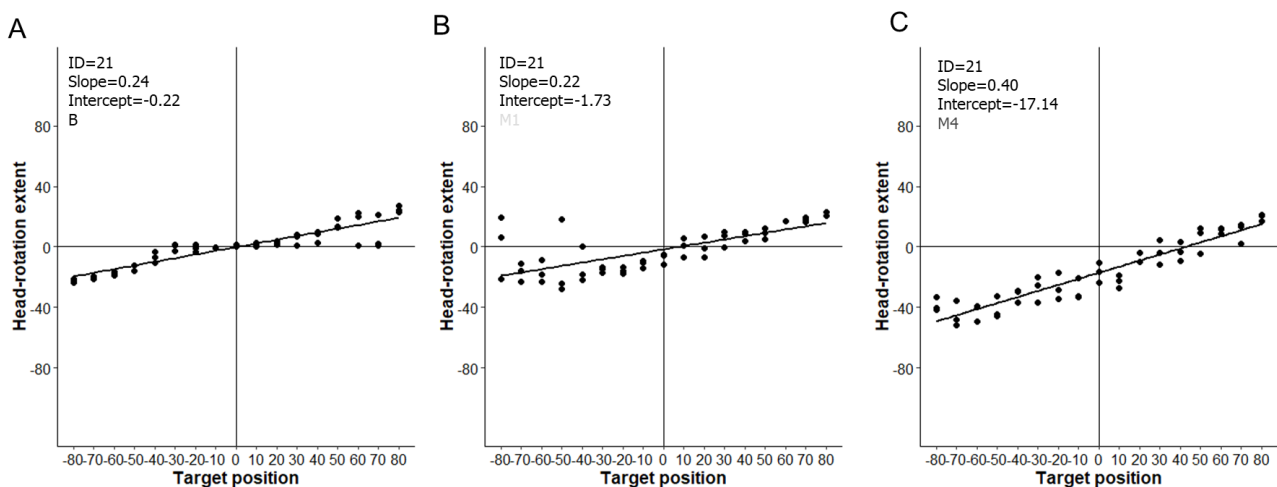 A
ID=21
Slope=0.24
Intercept=-0.22
B
80
40
0
-40
-80
Head-rotation extent
-80-70-60-50-40-30-20-10 0 10 20 30 40 50 60 70 80
Target position
B
ID=21
Slope=0.22
Intercept=-1.73
M1
80
40
0
-40
-80
Head-rotation extent
-80-70-60-50-40-30-20-10 0 10 20 30 40 50 60 70 80
Target position
C
ID=21
Slope=0.40
Intercept=-17.14
M4
80
40
0
-40
-80
Head-rotation extent
-80-70-60-50-40-30-20-10 0 10 20 30 40 50 60 70 80
Target position